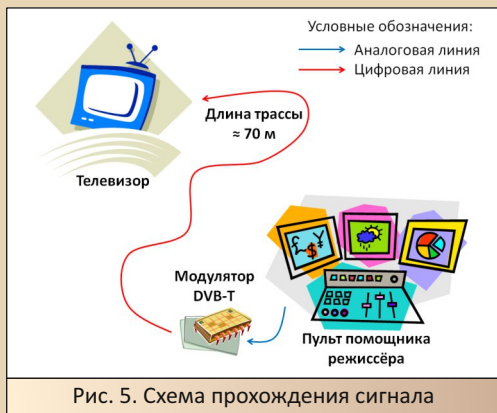 Условные обозначения:
Аналоговая линия
Цифровая линия
Длина трассы
≈ 70 м
Телевизор
Модулятор
DVB-T
Пульт помощника
режиссёра
Рис. 5. Схема прохождения сигнала